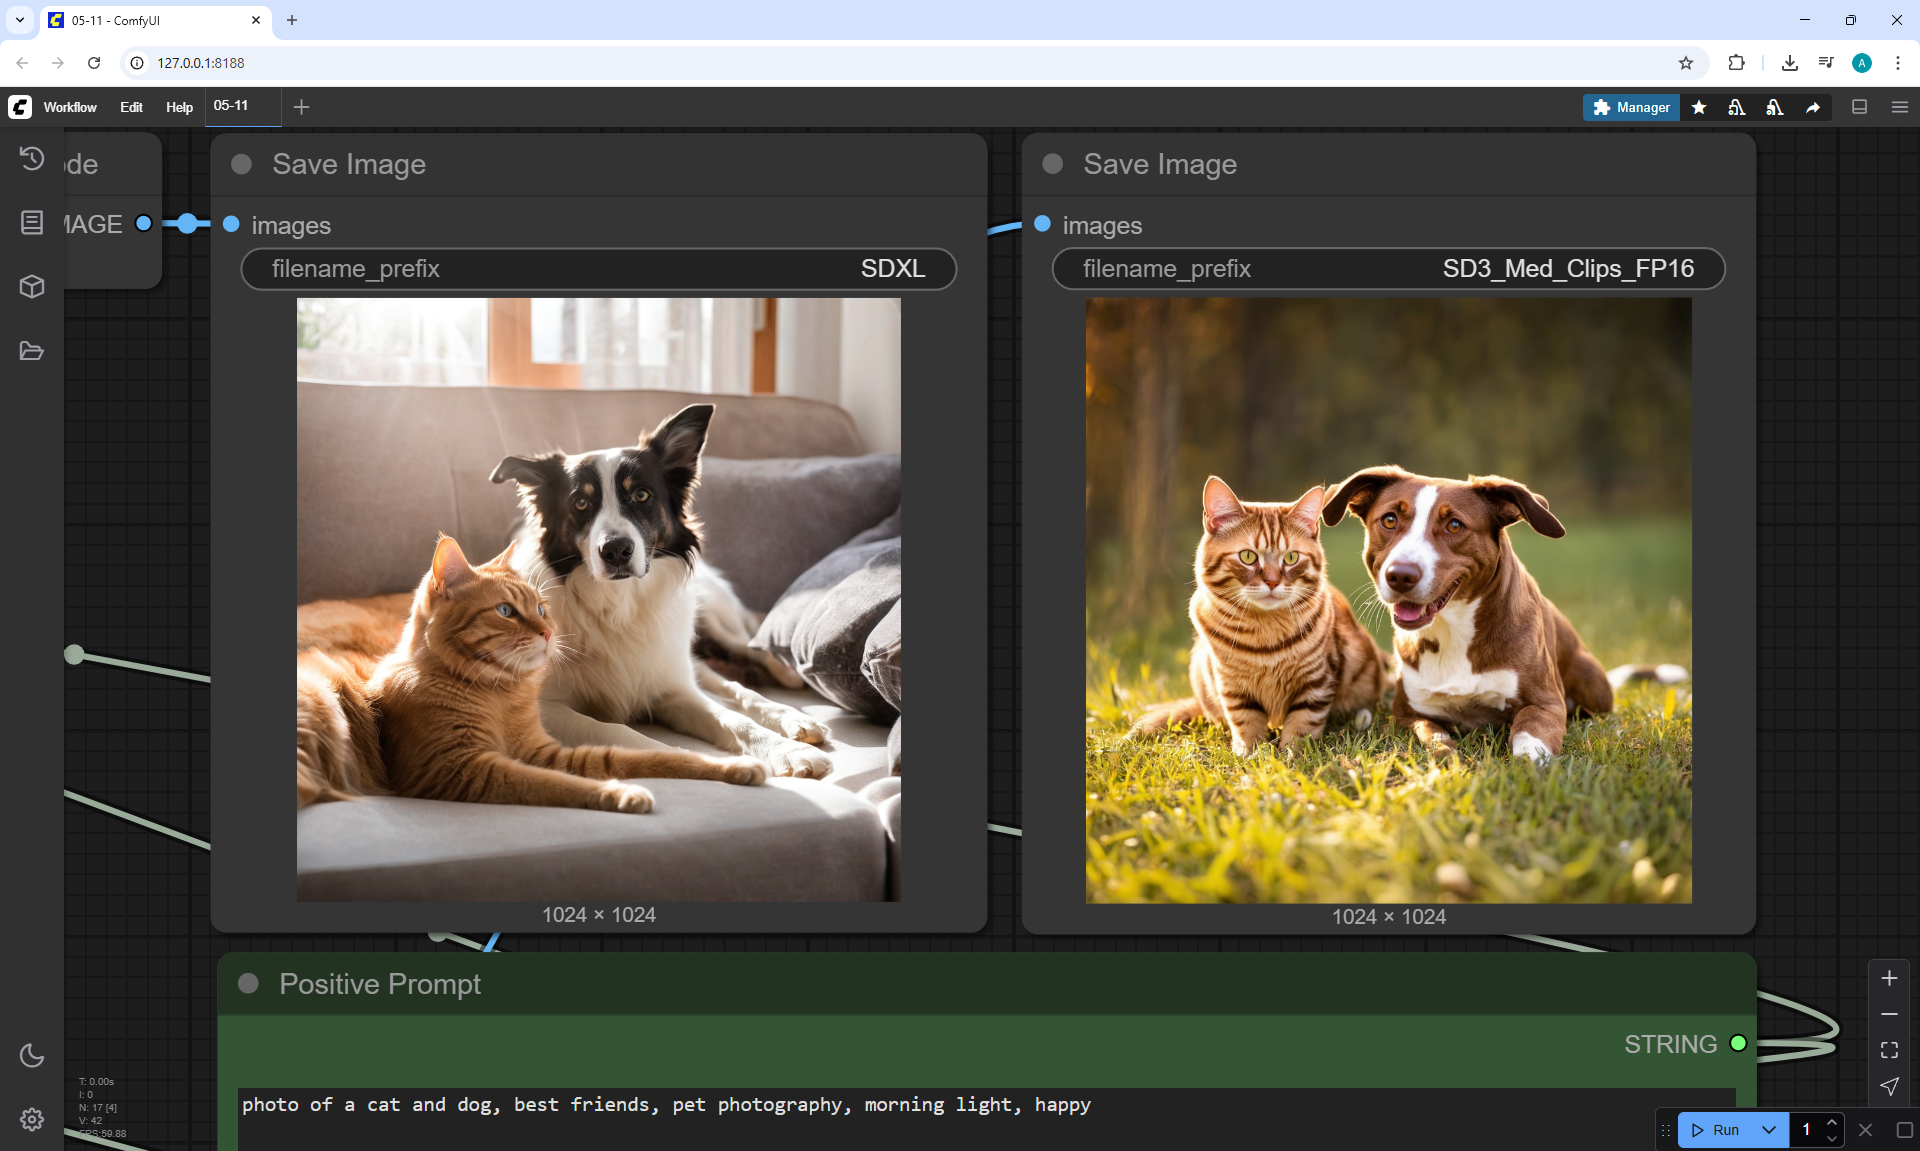 05-11 - ComfyUI
127.0.0.1:8188
Workflow Edit Help 05-11 Manager
ode
IMAGE
Save Image
images
filename_prefix SDXL
1024 × 1024
Save Image
images
filename_prefix SD3_Med_Clips_FP16
1024 × 1024
Positive Prompt
STRING
photo of a cat and dog, best friends, pet photography, morning light, happy
T: 0.00s
I: 0
N: 17 [4]
V: 42
FPS:59.88
Run 1
A